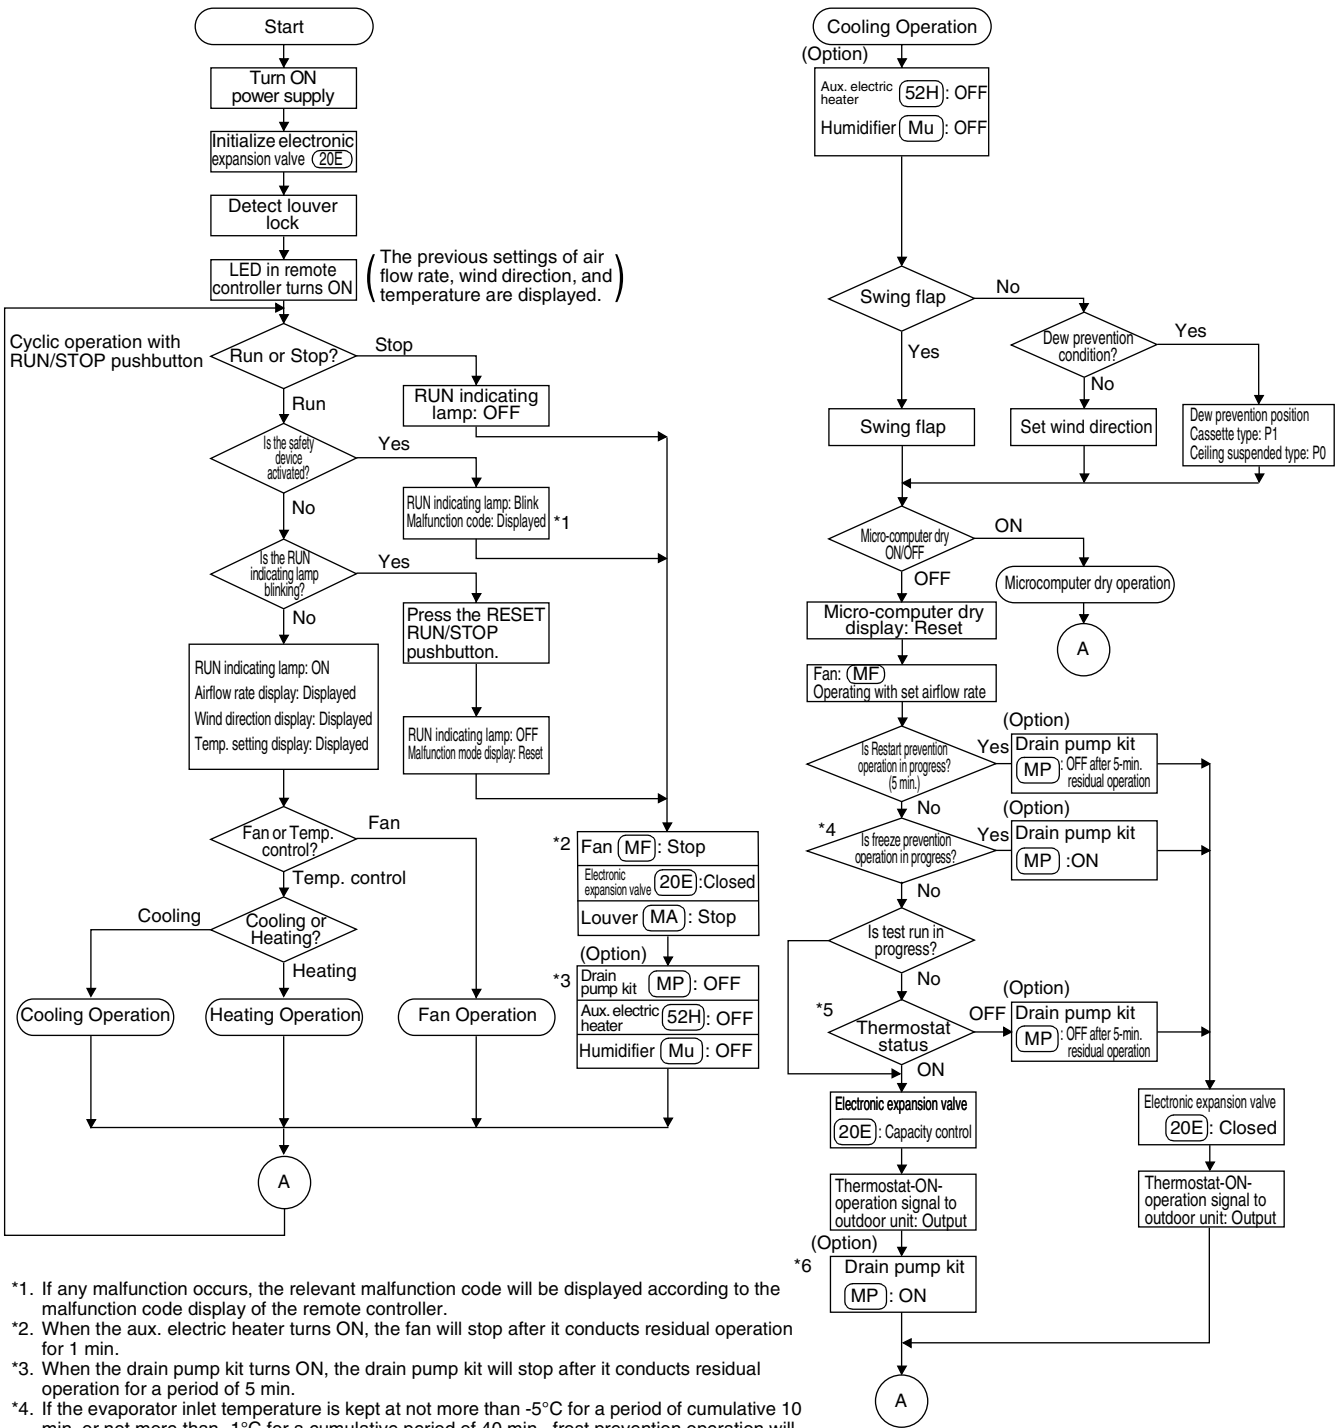 Start
Turn ON
power supply
Initialize electronic
expansion valve 20E
Detect louver
lock
LED in remote
controller turns ON
The previous settings of air
flow rate, wind direction, and
temperature are displayed.
Cyclic operation with
RUN/STOP pushbutton
Run or Stop?
Stop
RUN indicating
lamp: OFF
Run
Is the safety
device
activated?
Yes
RUN indicating lamp: Blink
Malfunction code: Displayed
*1
No
Is the RUN
indicating lamp
blinking?
Yes
Press the RESET
RUN/STOP
pushbutton.
No
RUN indicating lamp: ON
Airflow rate display: Displayed
Wind direction display: Displayed
Temp. setting display: Displayed
RUN indicating lamp: OFF
Malfunction mode display: Reset
Fan or Temp.
control?
Fan
Temp. control
Cooling or
Heating?
Cooling
Heating
Cooling Operation
Heating Operation
Fan Operation
*2
Fan MF: Stop
Electronic
expansion valve 20E :Closed
Louver MA : Stop
(Option)
*3
Drain
pump kit MP : OFF
Aux. electric
heater 52H : OFF
Humidifier Mu : OFF
A
*1. If any malfunction occurs, the relevant malfunction code will be displayed according to the
malfunction code display of the remote controller.
*2. When the aux. electric heater turns ON, the fan will stop after it conducts residual operation
for 1 min.
*3. When the drain pump kit turns ON, the drain pump kit will stop after it conducts residual
operation for a period of 5 min.
*4. If the evaporator inlet temperature is kept at not more than -5°C for a period of cumulative 10
min. or not more than -1°C for a cumulative period of 40 min., frost prevention operation will
Cooling Operation
(Option)
Aux. electric
heater 52H : OFF
Humidifier Mu : OFF
Swing flap
No
Yes
Dew prevention
condition?
Yes
No
Swing flap
Set wind direction
Dew prevention position
Cassette type: P1
Ceiling suspended type: P0
Micro-computer dry
ON/OFF
ON
OFF
Microcomputer dry operation
A
Micro-computer dry
display: Reset
Fan: MF
Operating with set airflow rate
Is Restart prevention
operation in progress?
(5 min.)
Yes
(Option)
Drain pump kit
MP : OFF after 5-min.
residual operation
No
*4
Is freeze prevention
operation in progress?
Yes
(Option)
Drain pump kit
MP :ON
No
Is test run in
progress?
No
*5
Thermostat
status
OFF
(Option)
Drain pump kit
MP : OFF after 5-min.
residual operation
ON
Electronic expansion valve
20E : Capacity control
Electronic expansion valve
20E : Closed
Thermostat-ON-
operation signal to
outdoor unit: Output
Thermostat-ON-
operation signal to
outdoor unit: Output
(Option)
*6
Drain pump kit
MP : ON
A